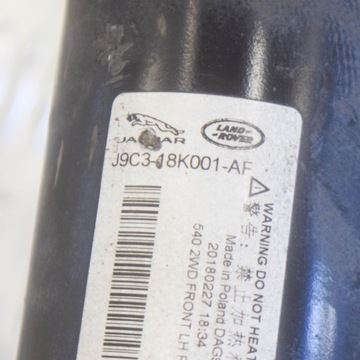 JAGUAR
LAND-
ROVER
J9C3-18K001-AF
WARNING DO NOT HEAT
警告：禁止加热
Made in Poland
20180227 18:34
540 2WD FRONT LH